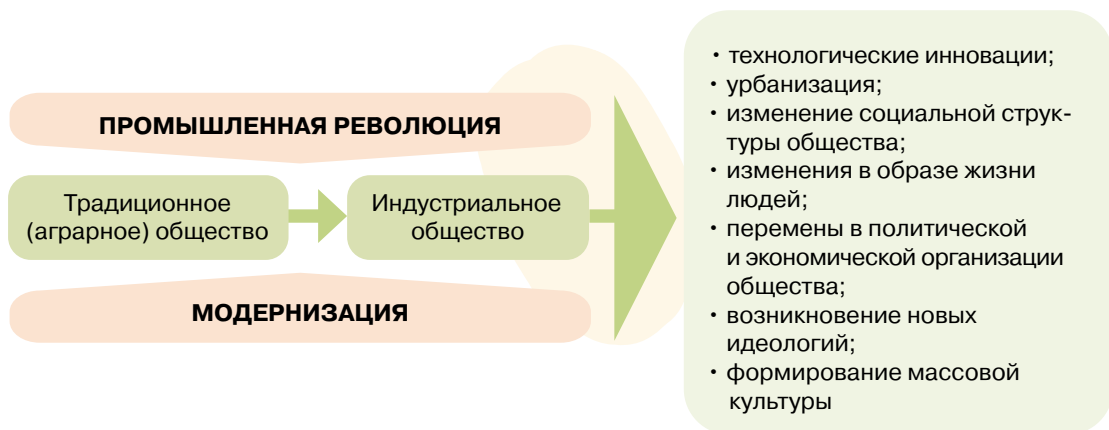 ПРОМЫШЛЕННАЯ РЕВОЛЮЦИЯ
Традиционное
(аграрное) общество
Индустриальное
общество
МОДЕРНИЗАЦИЯ
• технологические инновации;
• урбанизация;
• изменение социальной струк-
туры общества;
• изменения в образе жизни
людей;
• перемены в политической
и экономической организации
общества;
• возникновение новых
идеологий;
• формирование массовой
культуры